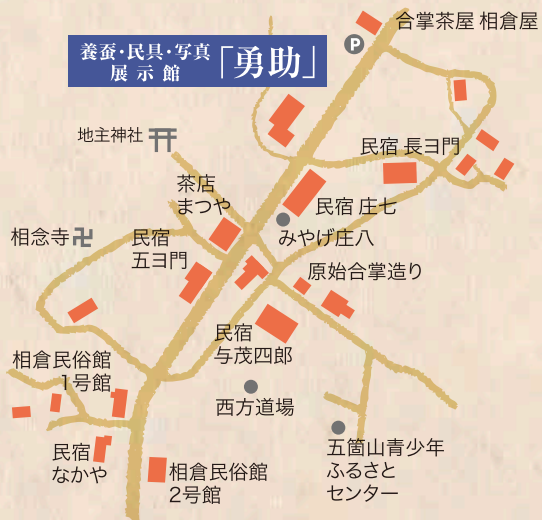 合掌茶屋 相倉屋
P
養蚕・民具・写真
展示館
「勇助」
地主神社
民宿 長ヨ門
茶店
まつや
民宿 庄七
みやげ庄八
相念寺
民宿
五ヨ門
原始合掌造り
民宿
与茂四郎
相倉民俗館
1号館
西方道場
民宿
なかや
相倉民俗館
2号館
五箇山青少年
ふるさと
センター